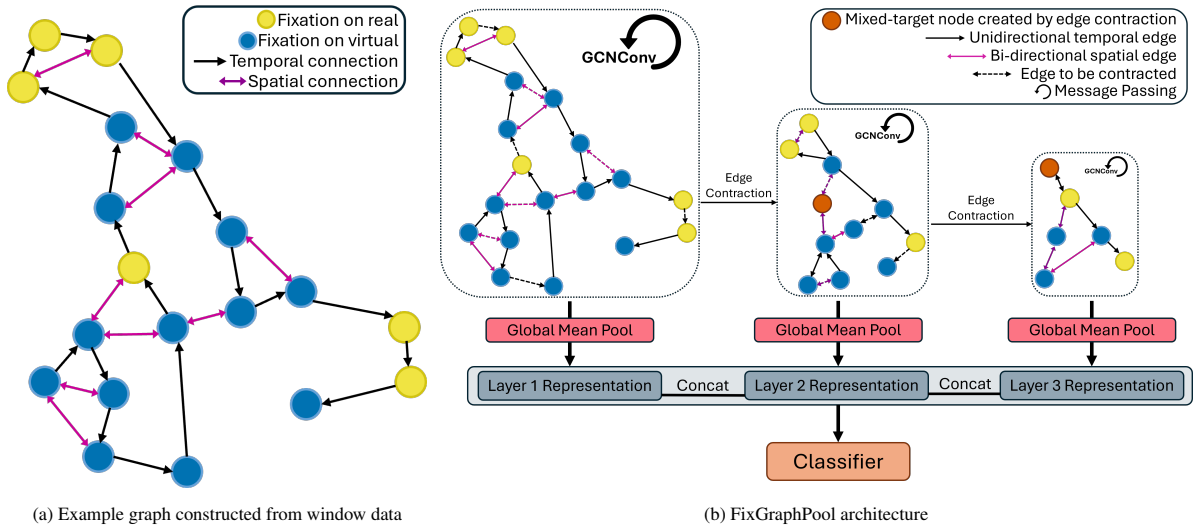 Fixation on real
Fixation on virtual
Temporal connection
Spatial connection
(a) Example graph constructed from window data
GCNConv
Mixed-target node created by edge contraction
Unidirectional temporal edge
Bi-directional spatial edge
Edge to be contracted
Message Passing
GCNConv
GCNConv
Edge
Contraction
Edge
Contraction
Global Mean Pool
Global Mean Pool
Global Mean Pool
Layer 1 Representation
Concat
Layer 2 Representation
Concat
Layer 3 Representation
Classifier
(b) FixGraphPool architecture